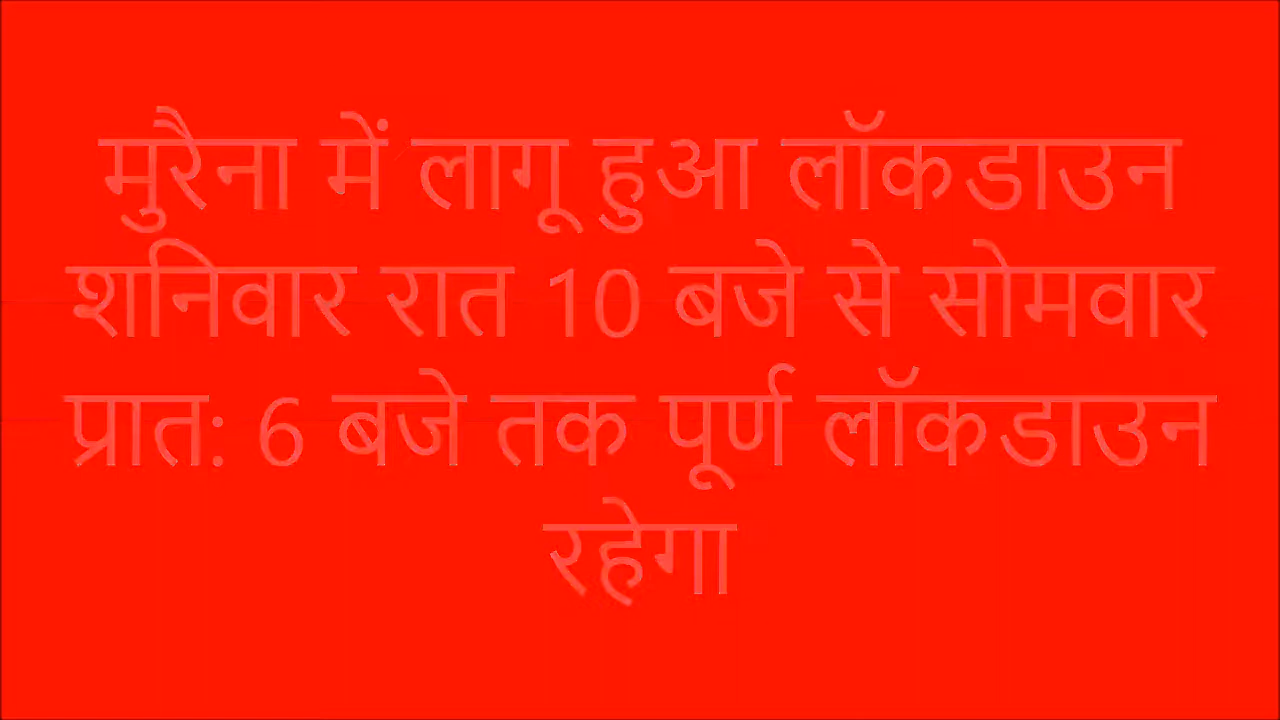 मुरैना में लागू हुआ लॉकडाउन
शनिवार रात 10 बजे से सोमवार
प्रात: 6 बजे तक पूर्ण लॉकडाउन
रहेगा